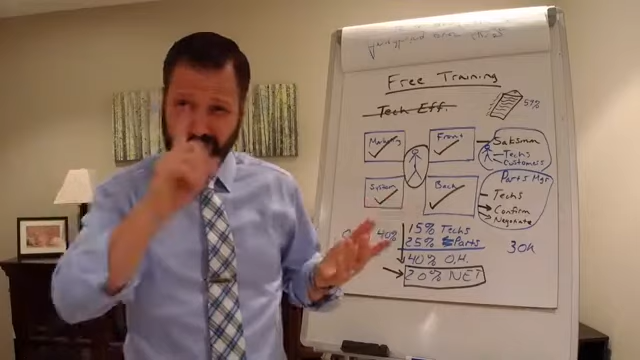 Free Training
Tech Eff.
57%
Marketing
Front
Salesman
Techs
Customers
System
Back
Parts Mgr
Techs
Confirm
Negotiate
40%
15% Techs
25% Parts
40% O.H.
20% NET
30k